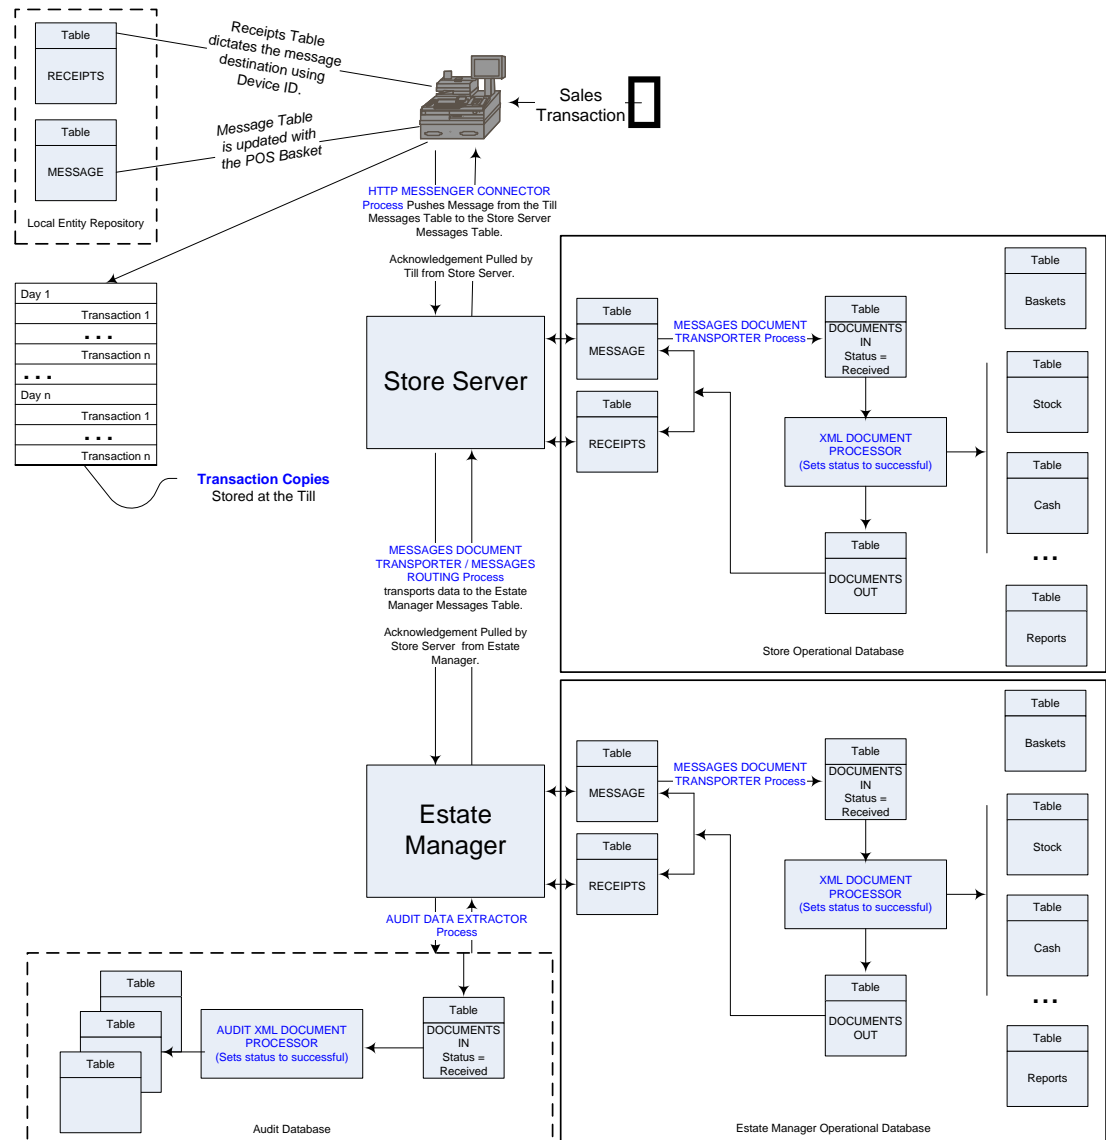 Table
RECEIPTS
Table
MESSAGE
Local Entity Repository
Receipts Table
dictates the message
destination using
Device ID.
Message Table
is updated with
the POS Basket
Sales
Transaction
HTTP MESSENGER CONNECTOR
Process Pushes Message from the Till
Messages Table to the Store Server
Messages Table.
Acknowledgement Pulled by
Till from Store Server.
Day 1
Transaction 1
...
Transaction n
...
Day n
Transaction 1
...
Transaction n
Transaction Copies
Stored at the Till
Store Server
Table
MESSAGE
Table
RECEIPTS
MESSAGES DOCUMENT
TRANSPORTER Process
Table
DOCUMENTS
IN
Status =
Received
XML DOCUMENT
PROCESSOR
(Sets status to successful)
Table
DOCUMENTS
OUT
Table
Baskets
Table
Stock
Table
Cash
...
Table
Reports
Store Operational Database
MESSAGES DOCUMENT
TRANSPORTER / MESSAGES
ROUTING Process
transports data to the Estate
Manager Messages Table.
Acknowledgement Pulled by
Store Server from Estate
Manager.
Estate
Manager
Table
MESSAGE
Table
RECEIPTS
MESSAGES DOCUMENT
TRANSPORTER Process
Table
DOCUMENTS
IN
Status =
Received
XML DOCUMENT
PROCESSOR
(Sets status to successful)
Table
DOCUMENTS
OUT
Table
Baskets
Table
Stock
Table
Cash
...
Table
Reports
Estate Manager Operational Database
AUDIT DATA EXTRACTOR
Process
Table
Table
Table
AUDIT XML DOCUMENT
PROCESSOR
(Sets status to successful)
Table
DOCUMENTS
IN
Status =
Received
Audit Database